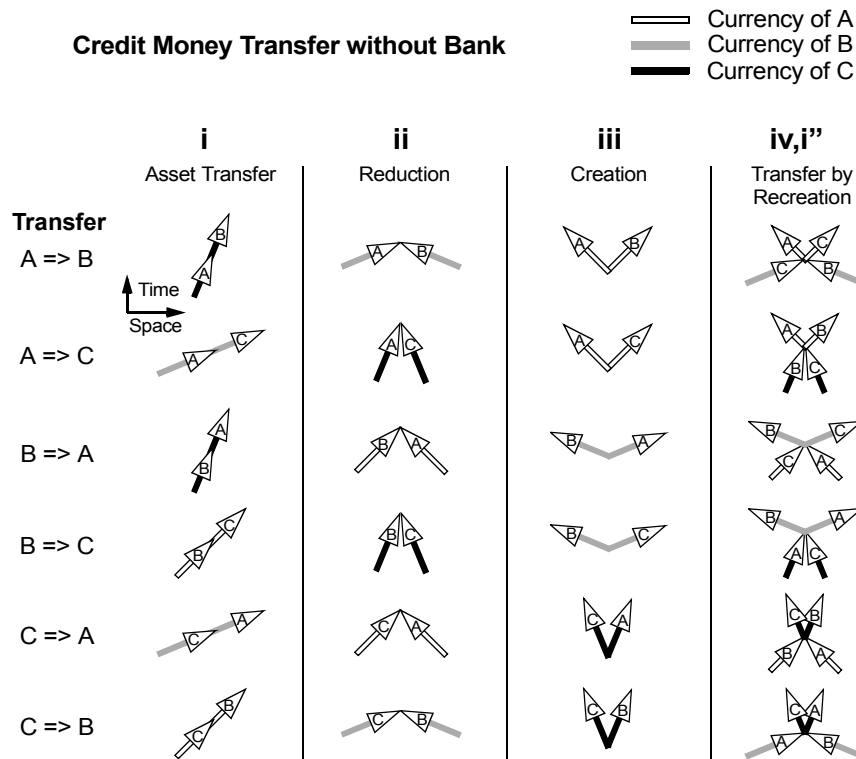 Credit Money Transfer without Bank
Currency of A
Currency of B
Currency of C
i
ii
iii
iv,i”
Asset Transfer
Reduction
Creation
Transfer by
Recreation
Transfer
A => B
B
A
A B
A B
A C
C B
Time
Space
A => C
A C
A C
A C
A B
B C
B => A
A
B
B A
B A
B C
C A
B => C
C
B
B C
B C
B A
A C
C => A
C A
C A
C A
C B
B A
C => B
B
C
C B
C B
C A
A B